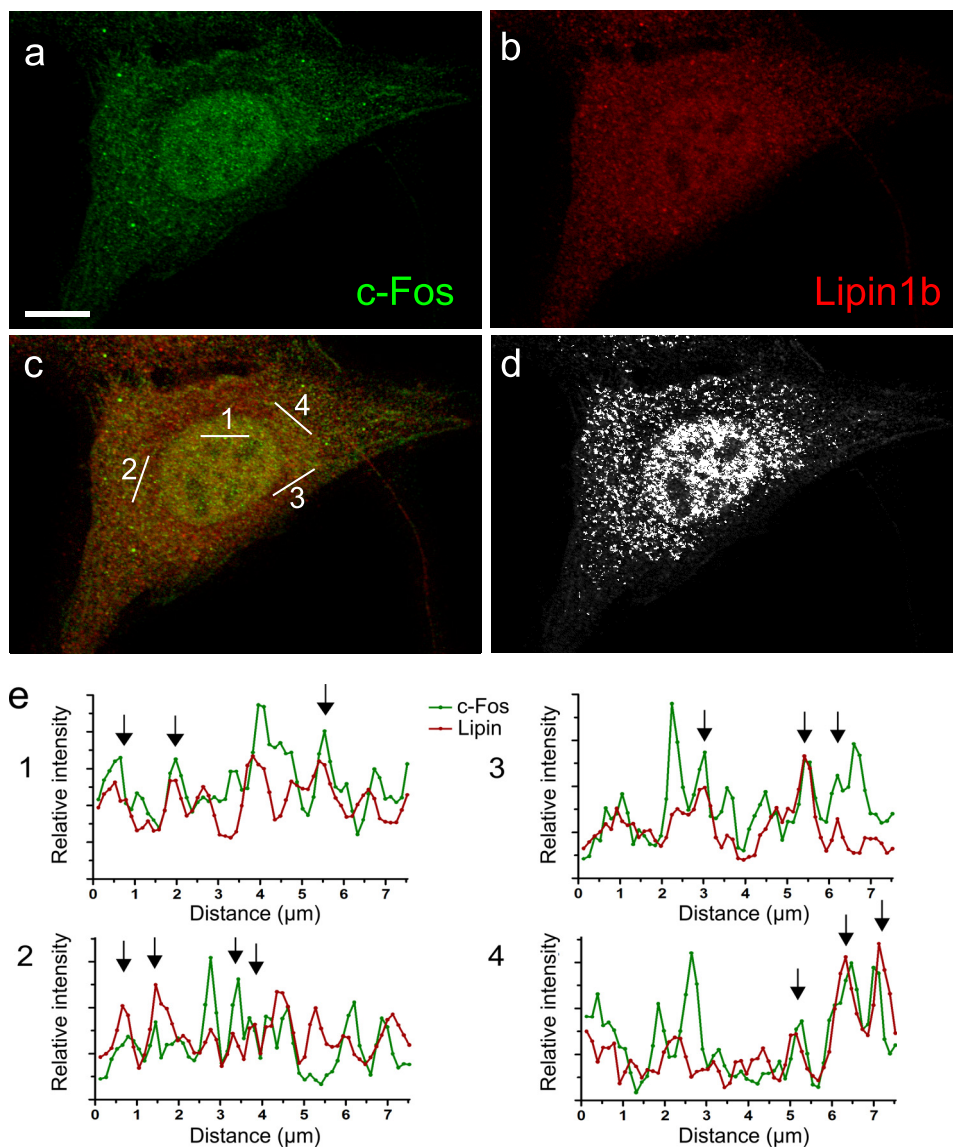 a
c-Fos
b
Lipin1b
c
1
2
3
4
d
e
1
Relative intensity
c-Fos
Lipin
0 1 2 3 4 5 6 7
Distance (µm)
3
Relative intensity
0 1 2 3 4 5 6 7
Distance (µm)
2
Relative intensity
0 1 2 3 4 5 6 7
Distance (µm)
4
Relative intensity
0 1 2 3 4 5 6 7
Distance (µm)